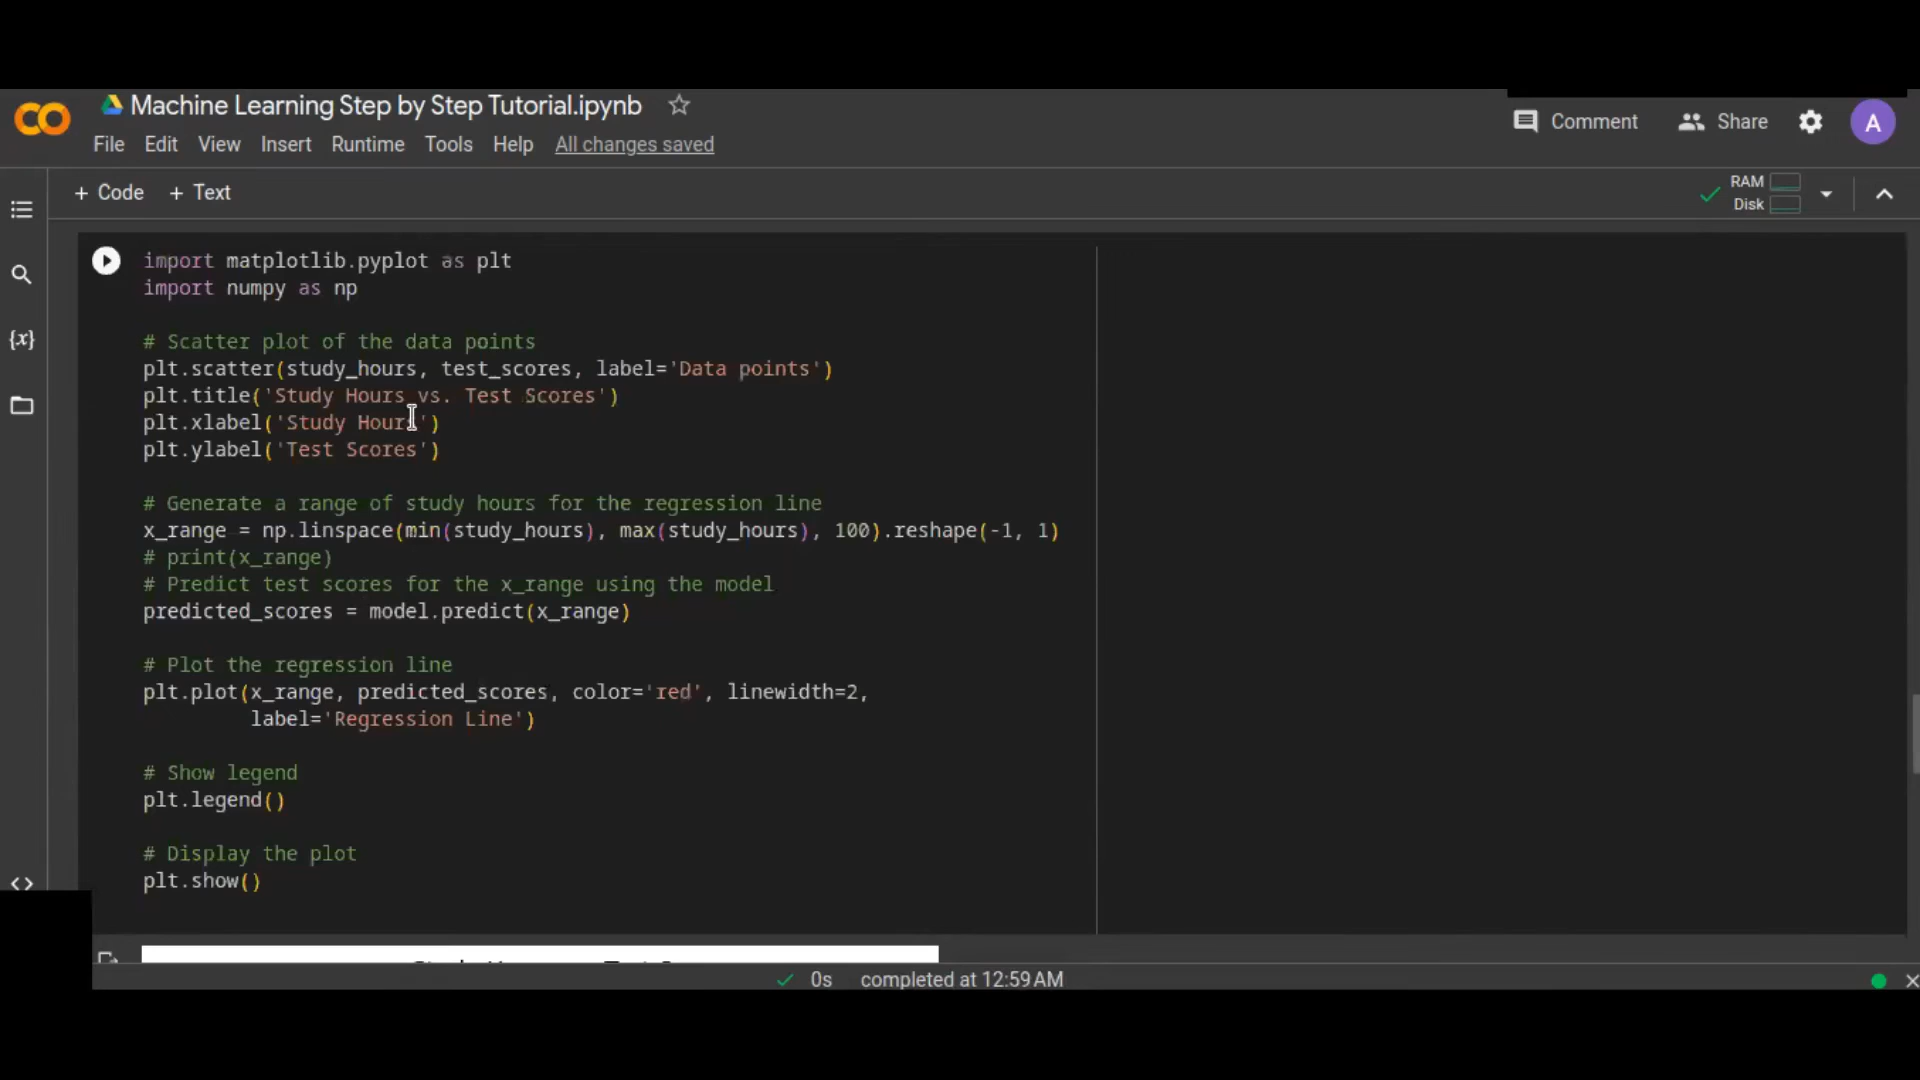 Machine Learning Step by Step Tutorial.ipynb
Comment
Share
A
File Edit View Insert Runtime Tools Help All changes saved
+ Code + Text
RAM
Disk
import matplotlib.pyplot as plt
import numpy as np
# Scatter plot of the data points
plt.scatter(study_hours, test_scores, label='Data points')
plt.title('Study Hours vs. Test Scores')
plt.xlabel('Study Hours')
plt.ylabel('Test Scores')
# Generate a range of study hours for the regression line
x_range = np.linspace(min(study_hours), max(study_hours), 100).reshape(-1, 1)
# print(x_range)
# Predict test scores for the x_range using the model
predicted_scores = model.predict(x_range)
# Plot the regression line
plt.plot(x_range, predicted_scores, color='red', linewidth=2,
label='Regression Line')
# Show legend
plt.legend()
# Display the plot
plt.show()
0s completed at 12:59 AM